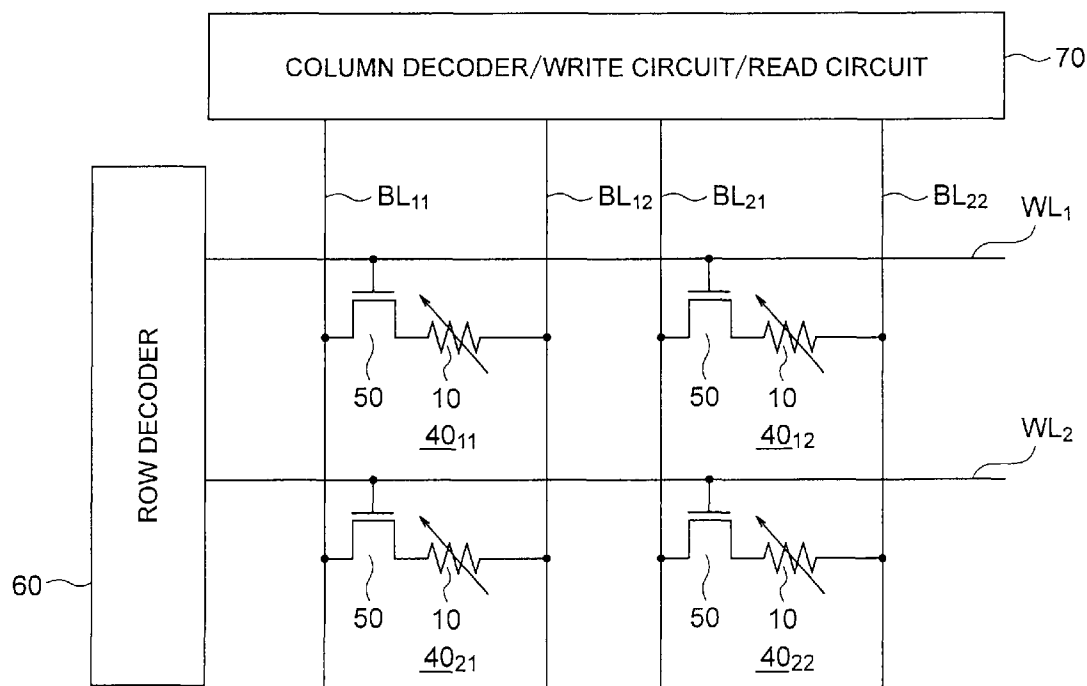 COLUMN DECODER/WRITE CIRCUIT/READ CIRCUIT
70
BL₁₁
BL₁₂
BL₂₁
BL₂₂
WL₁
50
10
40₁₁
50
10
40₁₂
WL₂
ROW DECODER
60
50
10
40₂₁
50
10
40₂₂